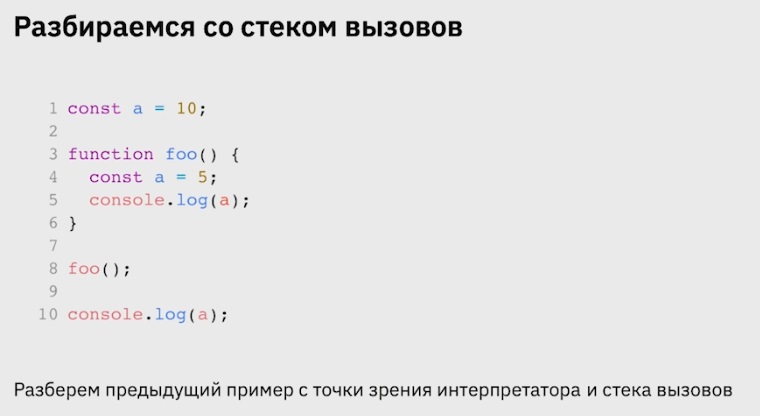 Разбираемся со стеком вызовов
1 const a = 10;
2
3 function foo() {
4   const a = 5;
5   console.log(a);
6 }
7
8 foo();
9
10 console.log(a);
Разберем предыдущий пример с точки зрения интерпретатора и стека вызовов